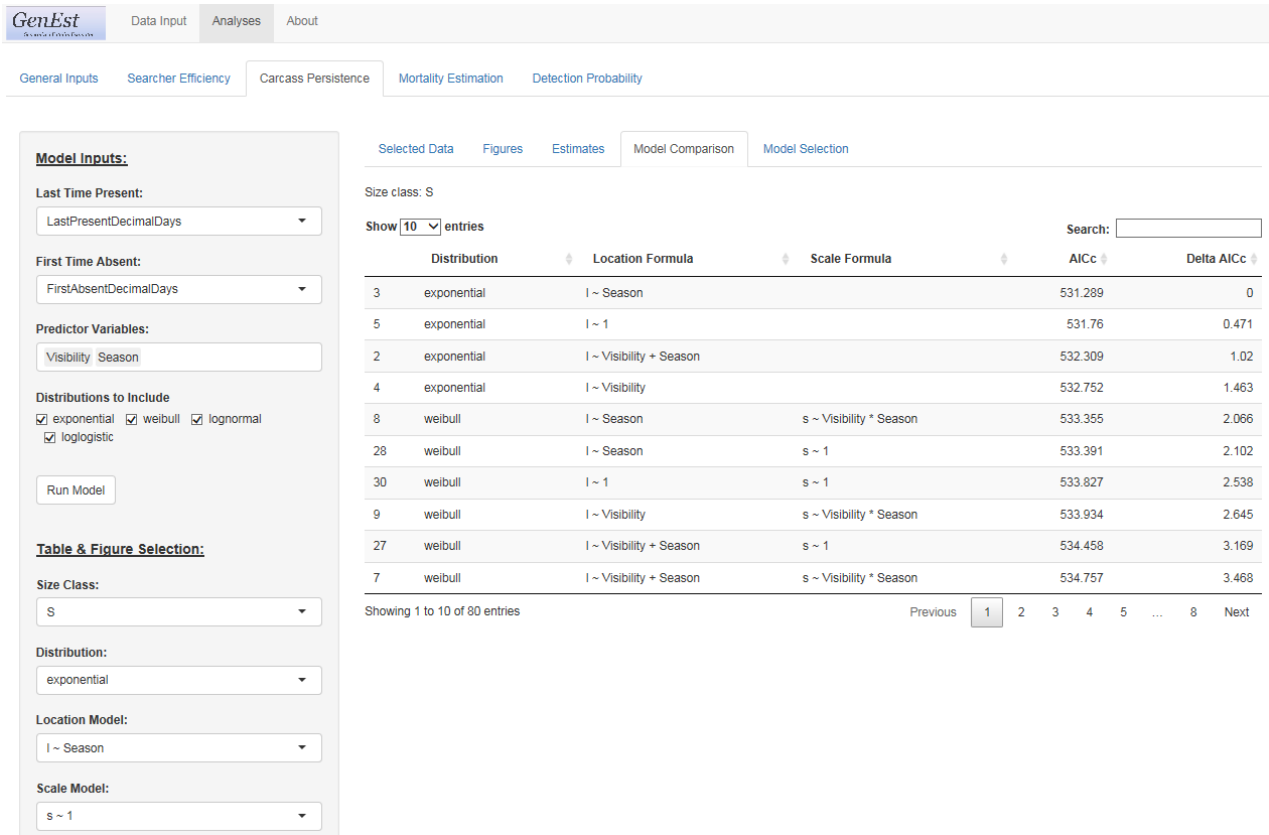 GenEst
Data Input Analyses About
General Inputs Searcher Efficiency Carcass Persistence Mortality Estimation Detection Probability
Model Inputs:
Last Time Present:
LastPresentDecimalDays
First Time Absent:
FirstAbsentDecimalDays
Predictor Variables:
Visibility Season
Distributions to Include
exponential weibull lognormal
loglogistic
Run Model
Table & Figure Selection:
Size Class:
S
Distribution:
exponential
Location Model:
l ~ Season
Scale Model:
s ~ 1
Selected Data Figures Estimates Model Comparison Model Selection
Size class: S
Show 10 entries Search:
Distribution Location Formula Scale Formula AICc Delta AICc
3 exponential l ~ Season 531.289 0
5 exponential l ~ 1 531.76 0.471
2 exponential l ~ Visibility + Season 532.309 1.02
4 exponential l ~ Visibility 532.752 1.463
8 weibull l ~ Season s ~ Visibility * Season 533.355 2.066
28 weibull l ~ Season s ~ 1 533.391 2.102
30 weibull l ~ 1 s ~ 1 533.827 2.538
9 weibull l ~ Visibility s ~ Visibility * Season 533.934 2.645
27 weibull l ~ Visibility + Season s ~ 1 534.458 3.169
7 weibull l ~ Visibility + Season s ~ Visibility * Season 534.757 3.468
Showing 1 to 10 of 80 entries Previous 1 2 3 4 5 ... 8 Next